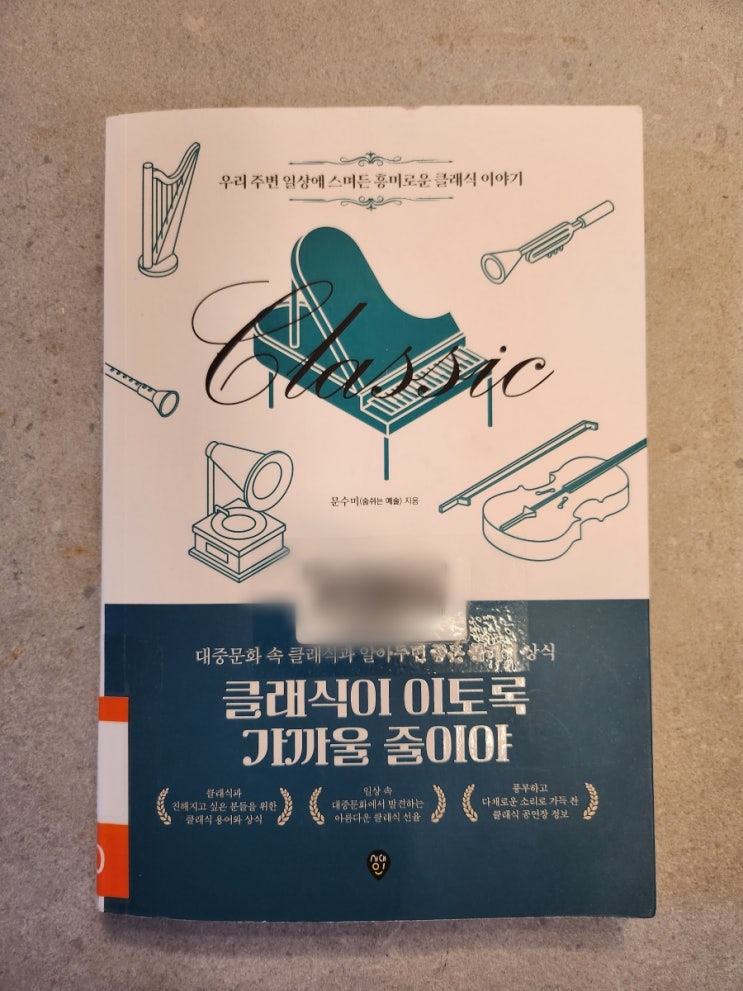 우리 주변 일상에 스며든 흥미로운 클래식 이야기
Classic
문수미(숨쉬는 예술) 지음
대중문화 속 클래식과 알아두면 상식
클래식이 이토록
가까울 줄이야
클래식과
친해지고 싶은 분들을 위한
클래식 용어와 상식
일상 속
대중문화에서 발견하는
아름다운 클래식 선율
풍부하고
다채로운 소리로 가득 찬
클래식 공연장 정보
시대인